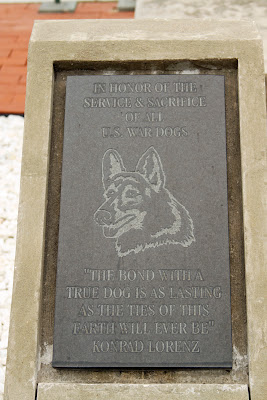 IN HONOR OF THE
SERVICE & SACRIFICE
OF ALL
U.S. WAR DOGS
"THE BOND WITH A
TRUE DOG IS AS LASTING
AS THE TIES OF THIS
EARTH WILL EVER BE"
KONRAD LORENZ